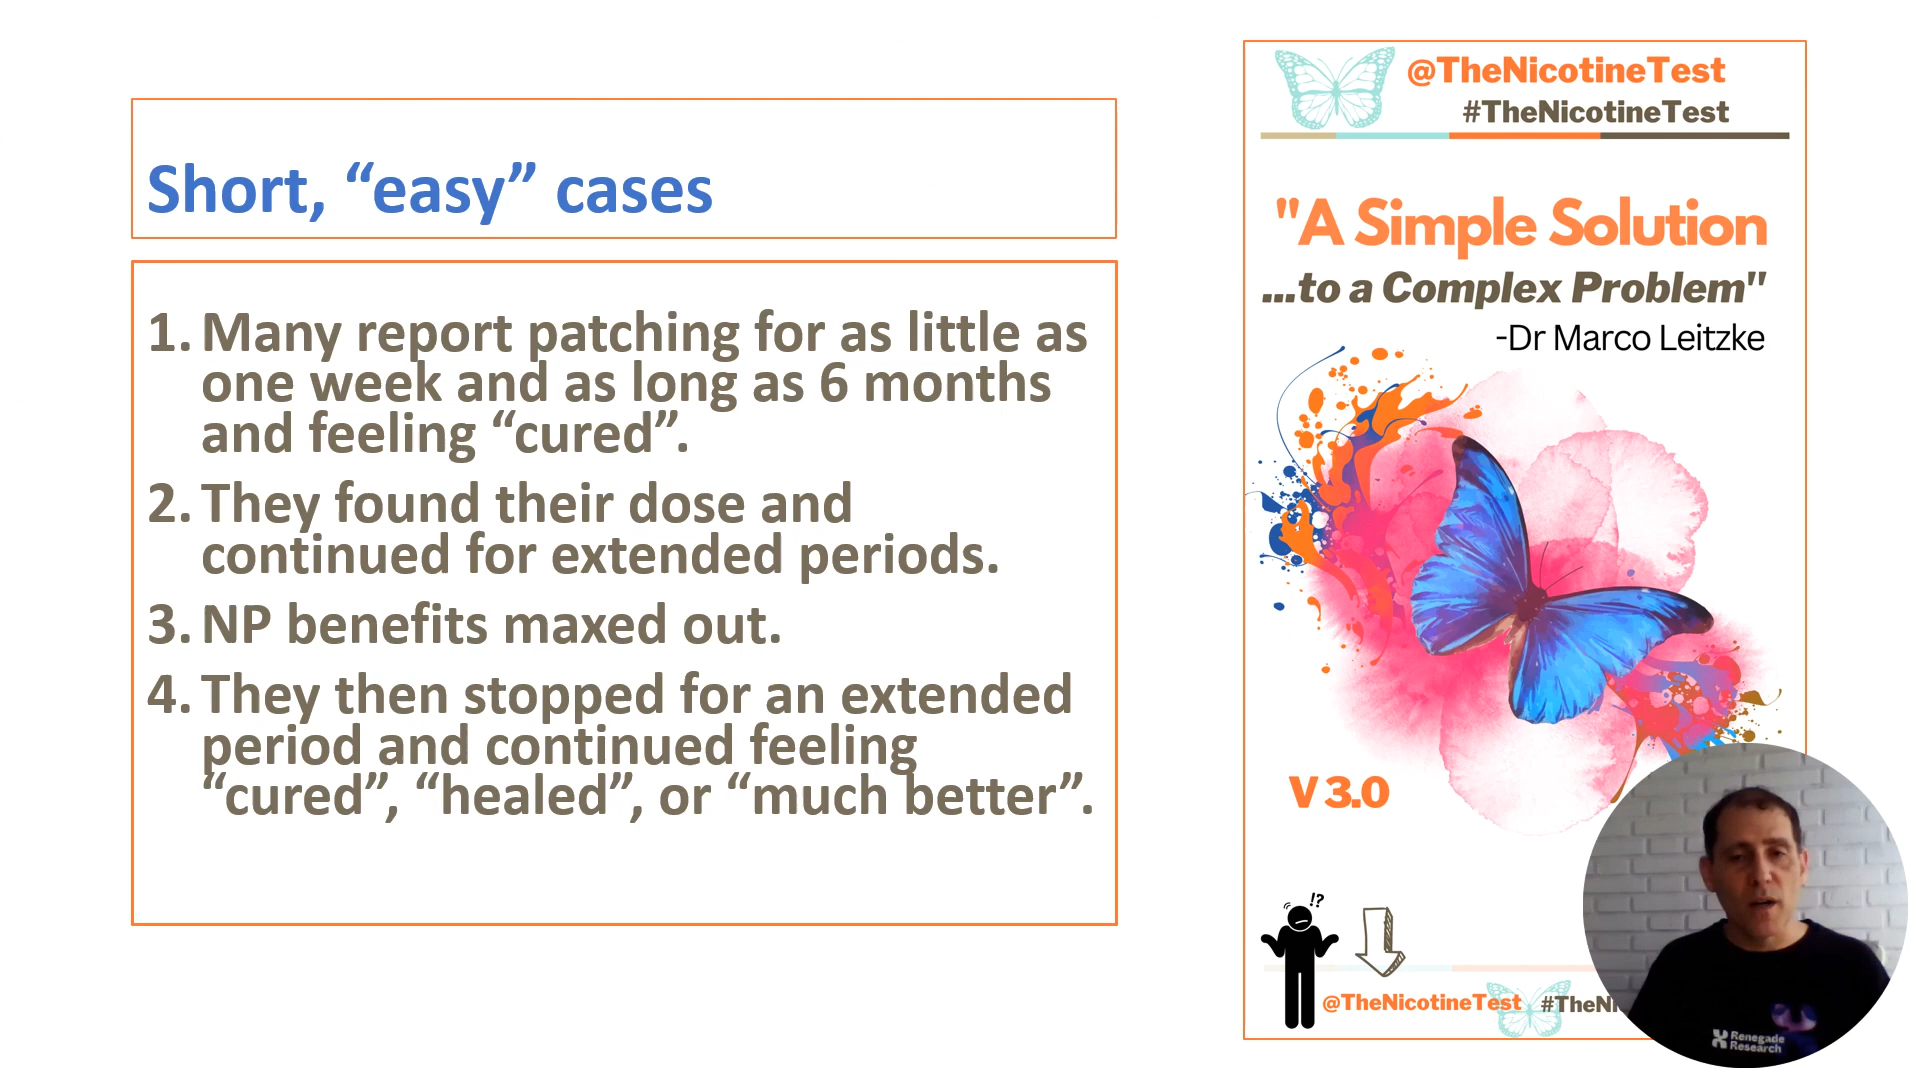 Short, “easy” cases
1. Many report patching for as little as
one week and as long as 6 months
and feeling “cured”.
2. They found their dose and
continued for extended periods.
3. NP benefits maxed out.
4. They then stopped for an extended
period and continued feeling
“cured”, “healed”, or “much better”.
@TheNicotineTest
#TheNicotineTest
"A Simple Solution
...to a Complex Problem"
-Dr Marco Leitzke
V 3.0
!?
@TheNicotineTest #TheNi
Renegade
Research